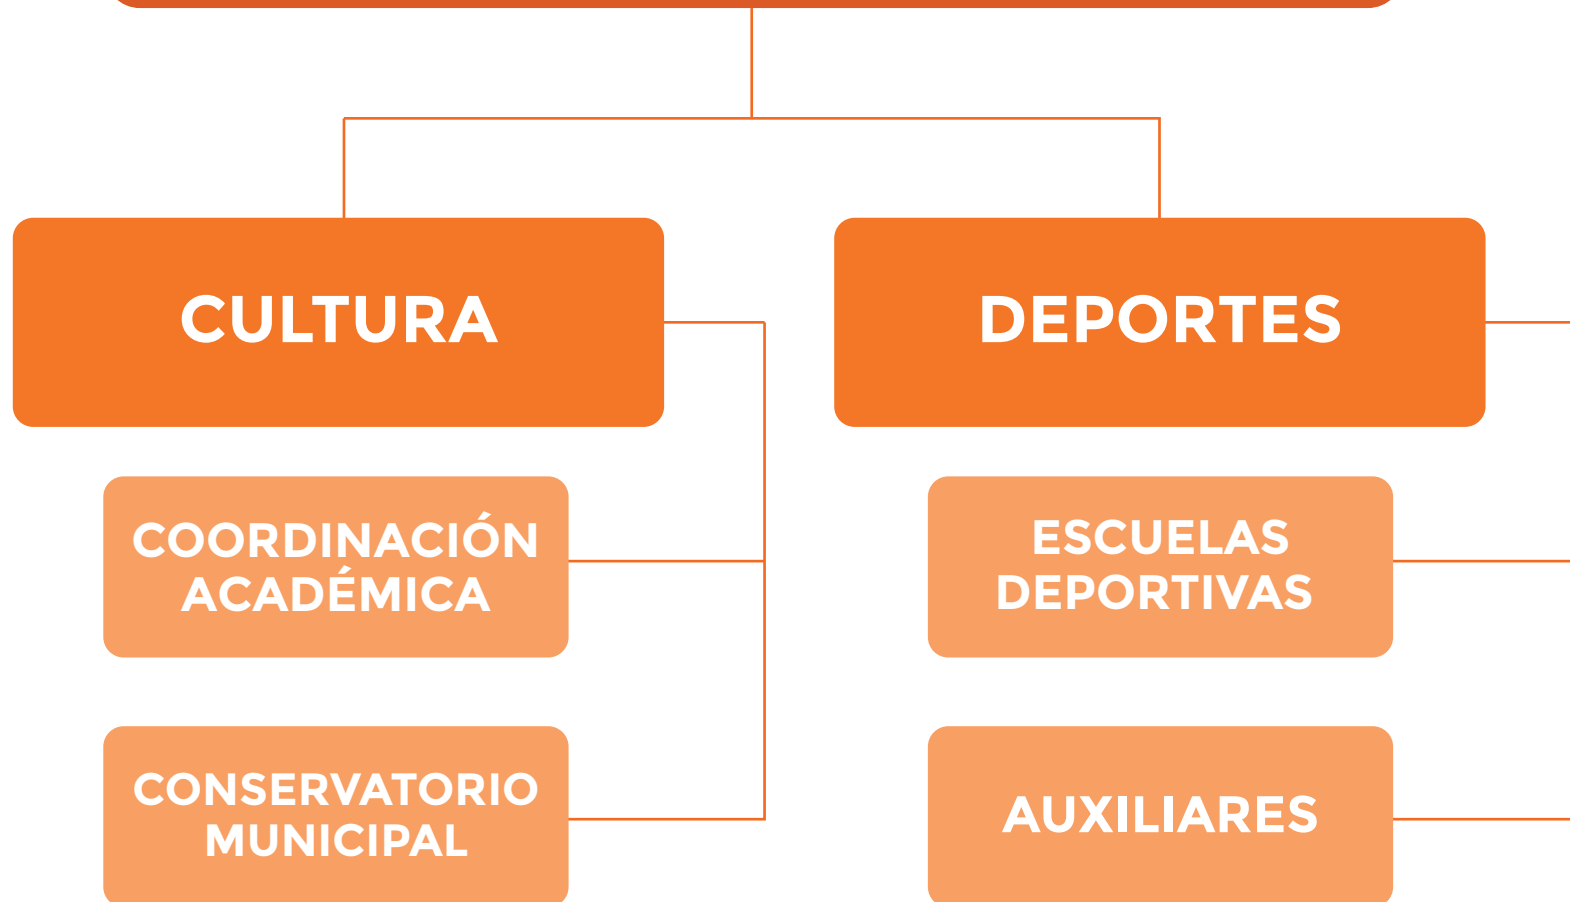 CULTURA
DEPORTES
COORDINACIÓN
ACADÉMICA
ESCUELAS
DEPORTIVAS
CONSERVATORIO
MUNICIPAL
AUXILIARES